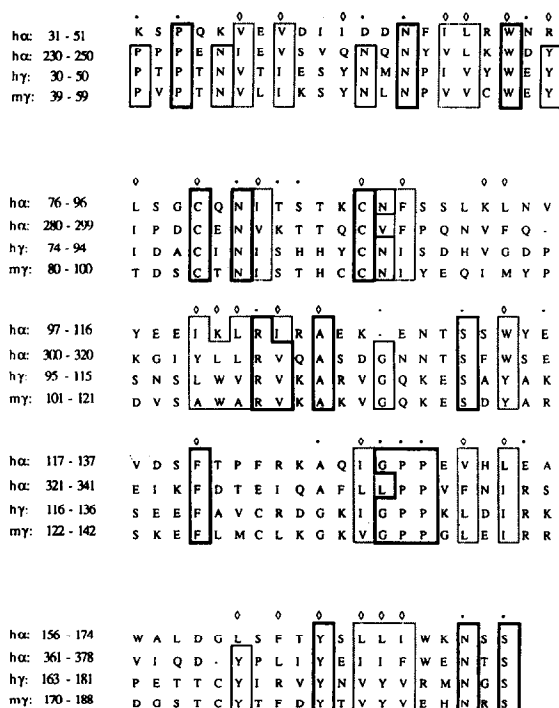 hα: 31 - 51 K S P Q K V E V D I I D D N F I L R W N R
hα: 230 - 250 P P P E N I E V S V Q N Q N Y V L K W D Y
hγ: 30 - 50 P T P T N V T I E S Y N M N P I V Y W E Y
mγ: 39 - 59 P V P T N V L I K S Y N L N P V V C W E Y
hα: 76 - 96 L S G C Q N I T S T K C N F S S L K L N V
hα: 280 - 299 I P D C E N V K T T Q C V F P Q N V F Q -
hγ: 74 - 94 I D A C I N I S H H Y C N I S D H V G D P
mγ: 80 - 100 T D S C T N I S T H C C N I Y E Q I M Y P
hα: 97 - 116 Y E E I K L R I R A E K - E N T S S W Y E
hα: 300 - 320 K G I Y L L R V Q A S D G N N T S F W S E
hγ: 95 - 115 S N S L W V R V K A R V G Q K E S A Y A K
mγ: 101 - 121 D V S A W A R V K A K V G Q K E S D Y A R
hα: 117 - 137 V D S F T P F R K A Q I G P P E V H L E A
hα: 321 - 341 E I K F D T E I Q A F L L P P V F N I R S
hγ: 116 - 136 S E E F A V C R D G K I G P P K L D I R K
mγ: 122 - 142 S K E F L M C L K G K V G P P G L E I R R
hα: 156 - 174 W A L D G L S F T Y S L L I W K N S S
hα: 361 - 378 V I Q D - Y P L I Y E I I F W E N T S
hγ: 163 - 181 P E T T C Y I R V Y N V Y V R M N G S
mγ: 170 - 188 D G S T C Y T F D Y T V Y V E H N R S